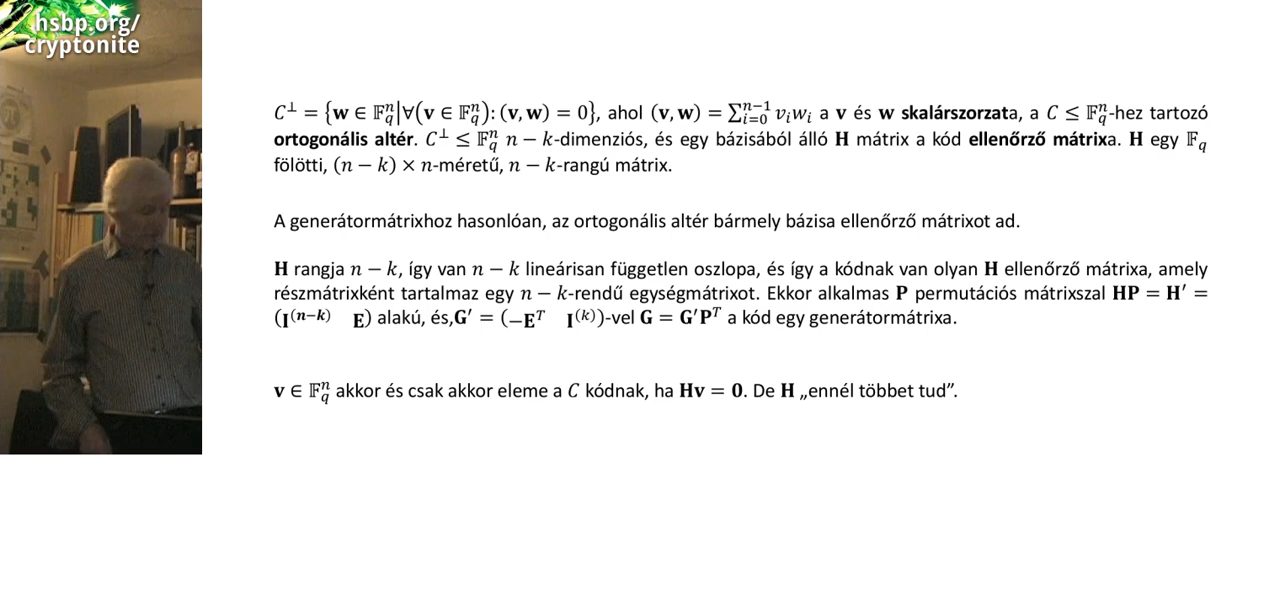 hsbp.org/
cryptonite
C⊥ = {𝐰 ∈ 𝔽_q^n|∀(𝐯 ∈ 𝔽_q^n): (𝐯, 𝐰) = 0}, ahol (𝐯, 𝐰) = ∑_{i=0}^{n−1} v_i w_i a 𝐯 és 𝐰 skalárszorzata, a C ≤ 𝔽_q^n-hez tartozó
ortogonális altér. C⊥ ≤ 𝔽_q^n n − k-dimenziós, és egy bázisából álló 𝐇 mátrix a kód ellenőrző mátrixa. 𝐇 egy 𝔽_q
fölötti, (n − k) × n-méretű, n − k-rangú mátrix.
A generátormátrixhoz hasonlóan, az ortogonális altér bármely bázisa ellenőrző mátrixot ad.
𝐇 rangja n − k, így van n − k lineárisan független oszlopa, és így a kódnak van olyan 𝐇 ellenőrző mátrixa, amely
részmátrixként tartalmaz egy n − k-rendű egységmátrixot. Ekkor alkalmas 𝐏 permutációs mátrixszal 𝐇𝐏 = 𝐇′ =
(𝐈^(n−k) 𝐄) alakú, és,𝐆′ = (−𝐄^T 𝐈^(k))-vel 𝐆 = 𝐆′𝐏^T a kód egy generátormátrixa.
𝐯 ∈ 𝔽_q^n akkor és csak akkor eleme a C kódnak, ha 𝐇𝐯 = 𝟎. De 𝐇 „ennél többet tud”.